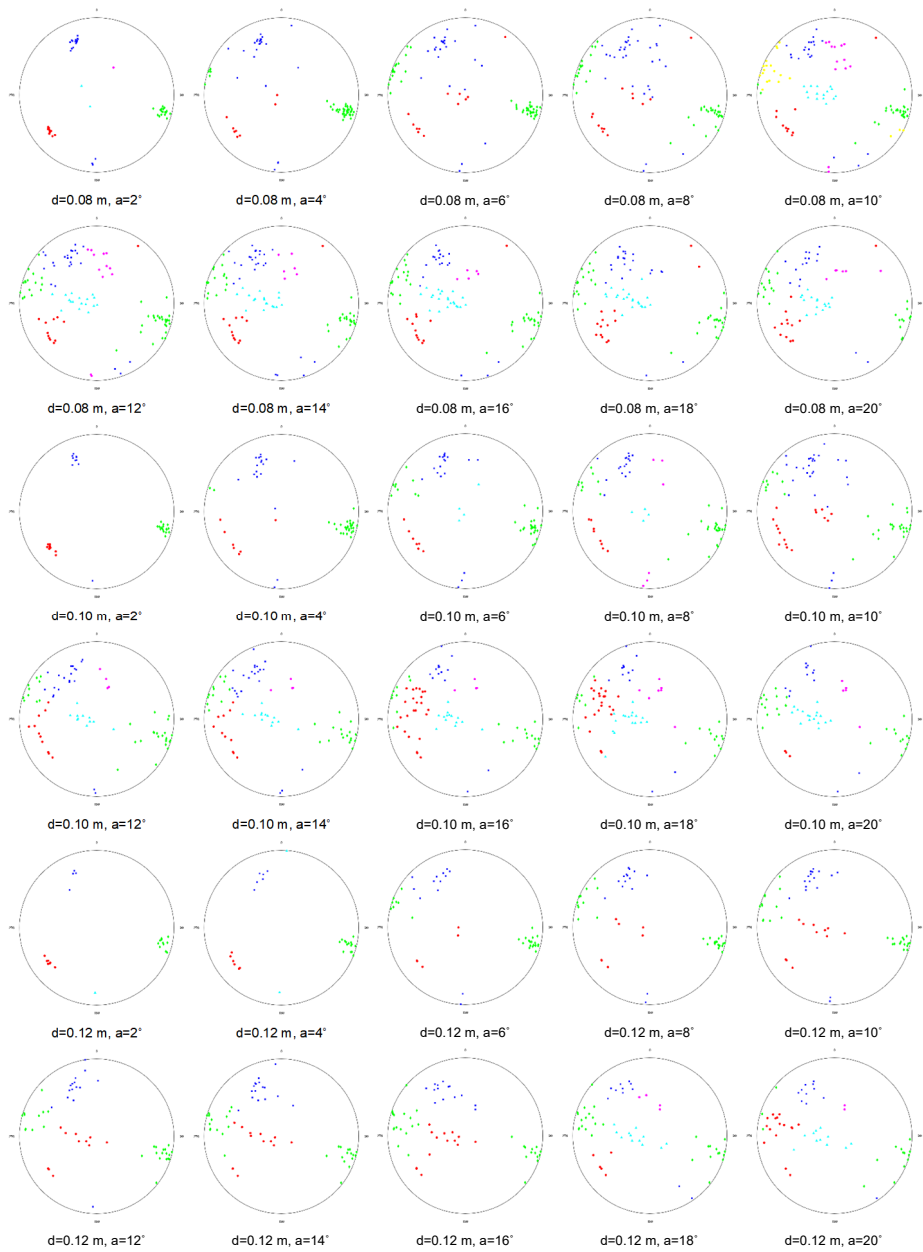 d=0.08 m, a=2° d=0.08 m, a=4° d=0.08 m, a=6° d=0.08 m, a=8° d=0.08 m, a=10°
d=0.08 m, a=12° d=0.08 m, a=14° d=0.08 m, a=16° d=0.08 m, a=18° d=0.08 m, a=20°
d=0.10 m, a=2° d=0.10 m, a=4° d=0.10 m, a=6° d=0.10 m, a=8° d=0.10 m, a=10°
d=0.10 m, a=12° d=0.10 m, a=14° d=0.10 m, a=16° d=0.10 m, a=18° d=0.10 m, a=20°
d=0.12 m, a=2° d=0.12 m, a=4° d=0.12 m, a=6° d=0.12 m, a=8° d=0.12 m, a=10°
d=0.12 m, a=12° d=0.12 m, a=14° d=0.12 m, a=16° d=0.12 m, a=18° d=0.12 m, a=20°